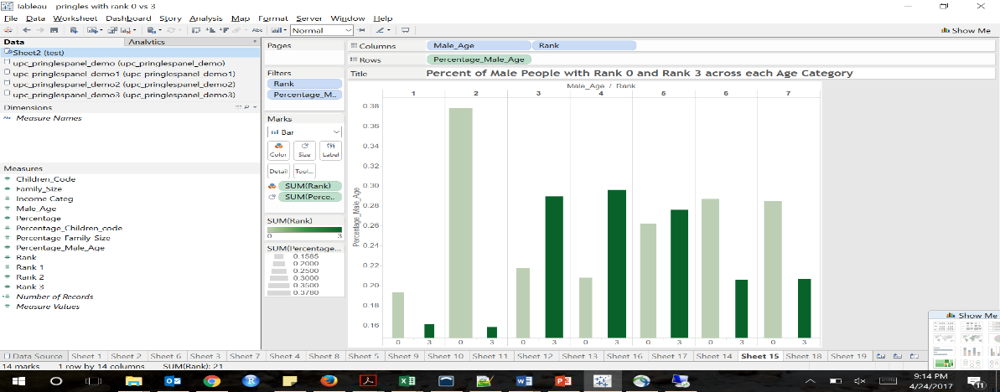 Tableau - pringles with rank 0 vs 3
File Data Worksheet Dashboard Story Analysis Map Format Server Window Help
Abc Normal Show Me
Data Analytics
Sheet2 (test)
upc_pringlespanel_demo (upc_pringlespanel_demo)
upc_pringlespanel_demo1 (upc_pringlespanel_demo1)
upc_pringlespanel_demo2 (upc_pringlespanel_demo2)
upc_pringlespanel_demo3 (upc_pringlespanel_demo3)
Dimensions
Abc Measure Names
Measures
Children_Code
Family_Size
Income Categ
Male_Age
Percentage
Percentage_Children_code
Percentage_Family_Size
Percentage_Male_Age
Rank
Rank 1
Rank 2
Rank 3
Number of Records
Measure Values
Pages
Filters
Rank
Percentage_M..
Marks
Bar
Color Size Label
Detail Tool...
SUM(Rank)
SUM(Perce..
SUM(Rank)
0 3
SUM(Percentage...
0.1585
0.2000
0.2500
0.3000
0.3500
0.3780
Columns Male_Age Rank
Rows Percentage_Male_Age
Title Percent of Male People with Rank 0 and Rank 3 across each Age Category
Male_Age / Rank
1 2 3 4 5 6 7
Percentage_Male_Age
0.38
0.36
0.34
0.32
0.30
0.28
0.26
0.24
0.22
0.20
0.18
0.16
0 3 0 3 0 3 0 3 0 3 0 3 0 3
Show Me
Data Source Sheet 1 Sheet 2 Sheet 6 Sheet 3 Sheet 7 Sheet 4 Sheet 8 Sheet 5 Sheet 9 Sheet 10 Sheet 11 Sheet 12 Sheet 13 Sheet 16 Sheet 17 Sheet 14 Sheet 15 Sheet 18 Sheet 19
14 marks 1 row by 14 columns SUM(Rank): 21
9:14 PM
4/24/2017
11